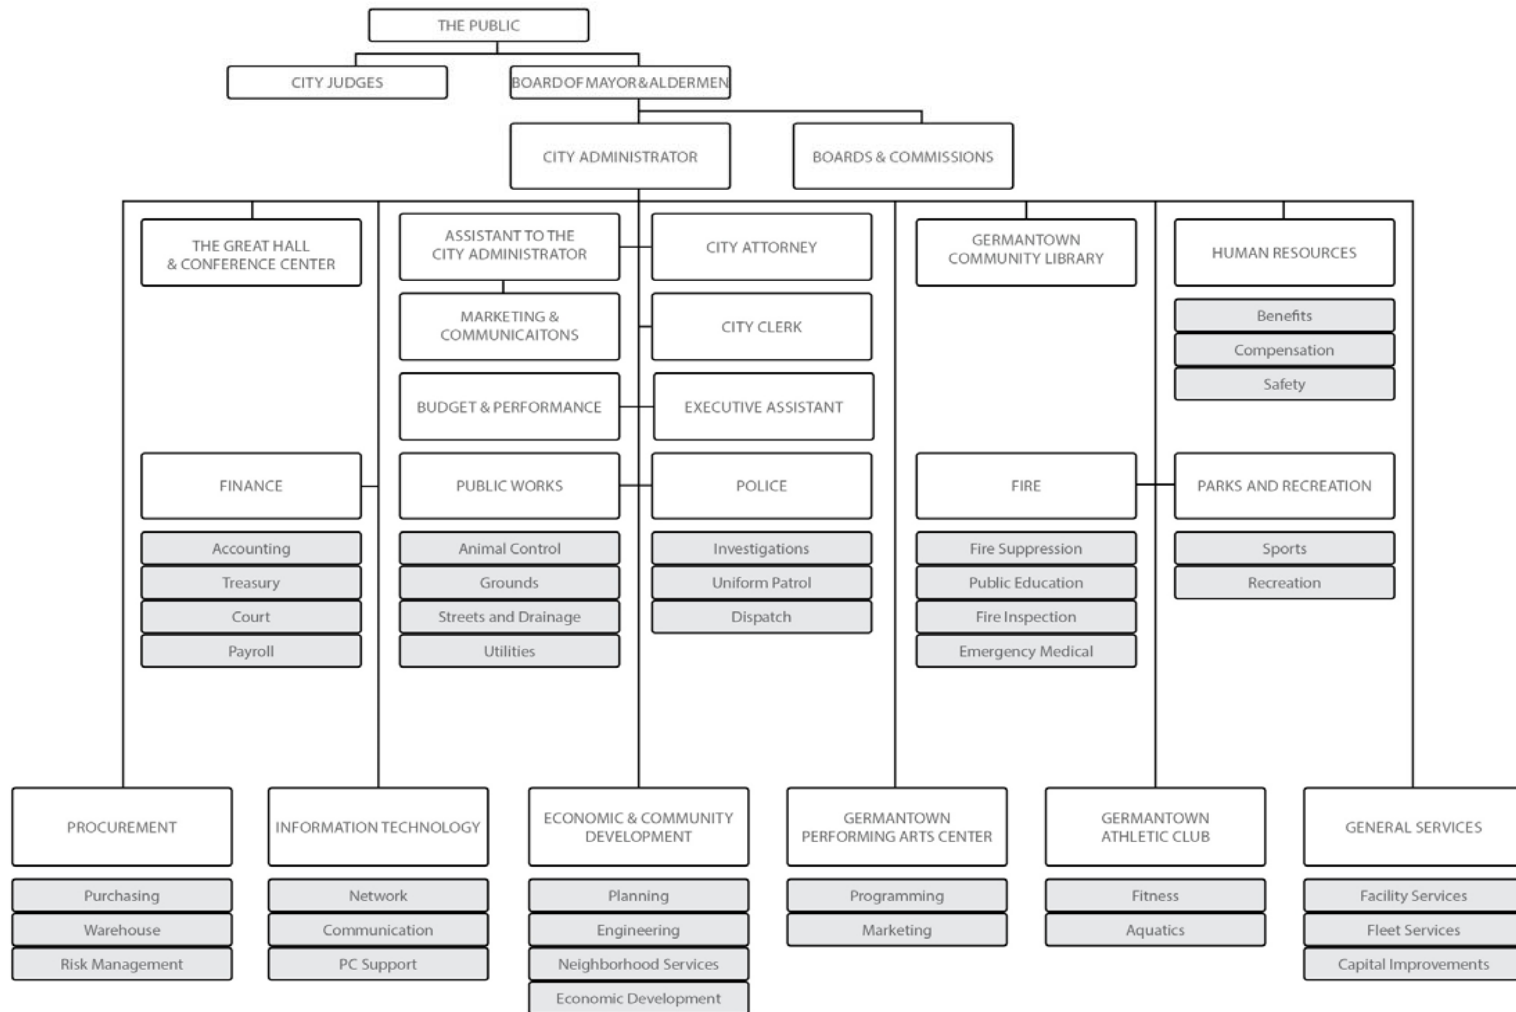 THE PUBLIC
CITY JUDGES
BOARD OF MAYOR & ALDERMEN
CITY ADMINISTRATOR
BOARDS & COMMISSIONS
THE GREAT HALL
& CONFERENCE CENTER
ASSISTANT TO THE
CITY ADMINISTRATOR
CITY ATTORNEY
GERMANTOWN
COMMUNITY LIBRARY
HUMAN RESOURCES
Benefits
Compensation
Safety
MARKETING &
COMMUNICAITONS
CITY CLERK
BUDGET & PERFORMANCE
EXECUTIVE ASSISTANT
FINANCE
Accounting
Treasury
Court
Payroll
PUBLIC WORKS
Animal Control
Grounds
Streets and Drainage
Utilities
POLICE
Investigations
Uniform Patrol
Dispatch
FIRE
Fire Suppression
Public Education
Fire Inspection
Emergency Medical
PARKS AND RECREATION
Sports
Recreation
PROCUREMENT
Purchasing
Warehouse
Risk Management
INFORMATION TECHNOLOGY
Network
Communication
PC Support
ECONOMIC & COMMUNITY
DEVELOPMENT
Planning
Engineering
Neighborhood Services
Economic Development
GERMANTOWN
PERFORMING ARTS CENTER
Programming
Marketing
GERMANTOWN
ATHLETIC CLUB
Fitness
Aquatics
GENERAL SERVICES
Facility Services
Fleet Services
Capital Improvements